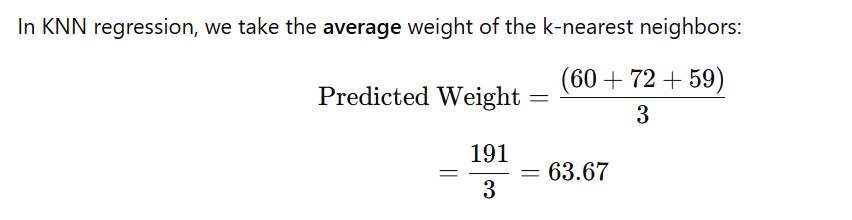 In KNN regression, we take the average weight of the k-nearest neighbors:
Predicted Weight = (60 + 72 + 59) / 3
= 191 / 3 = 63.67